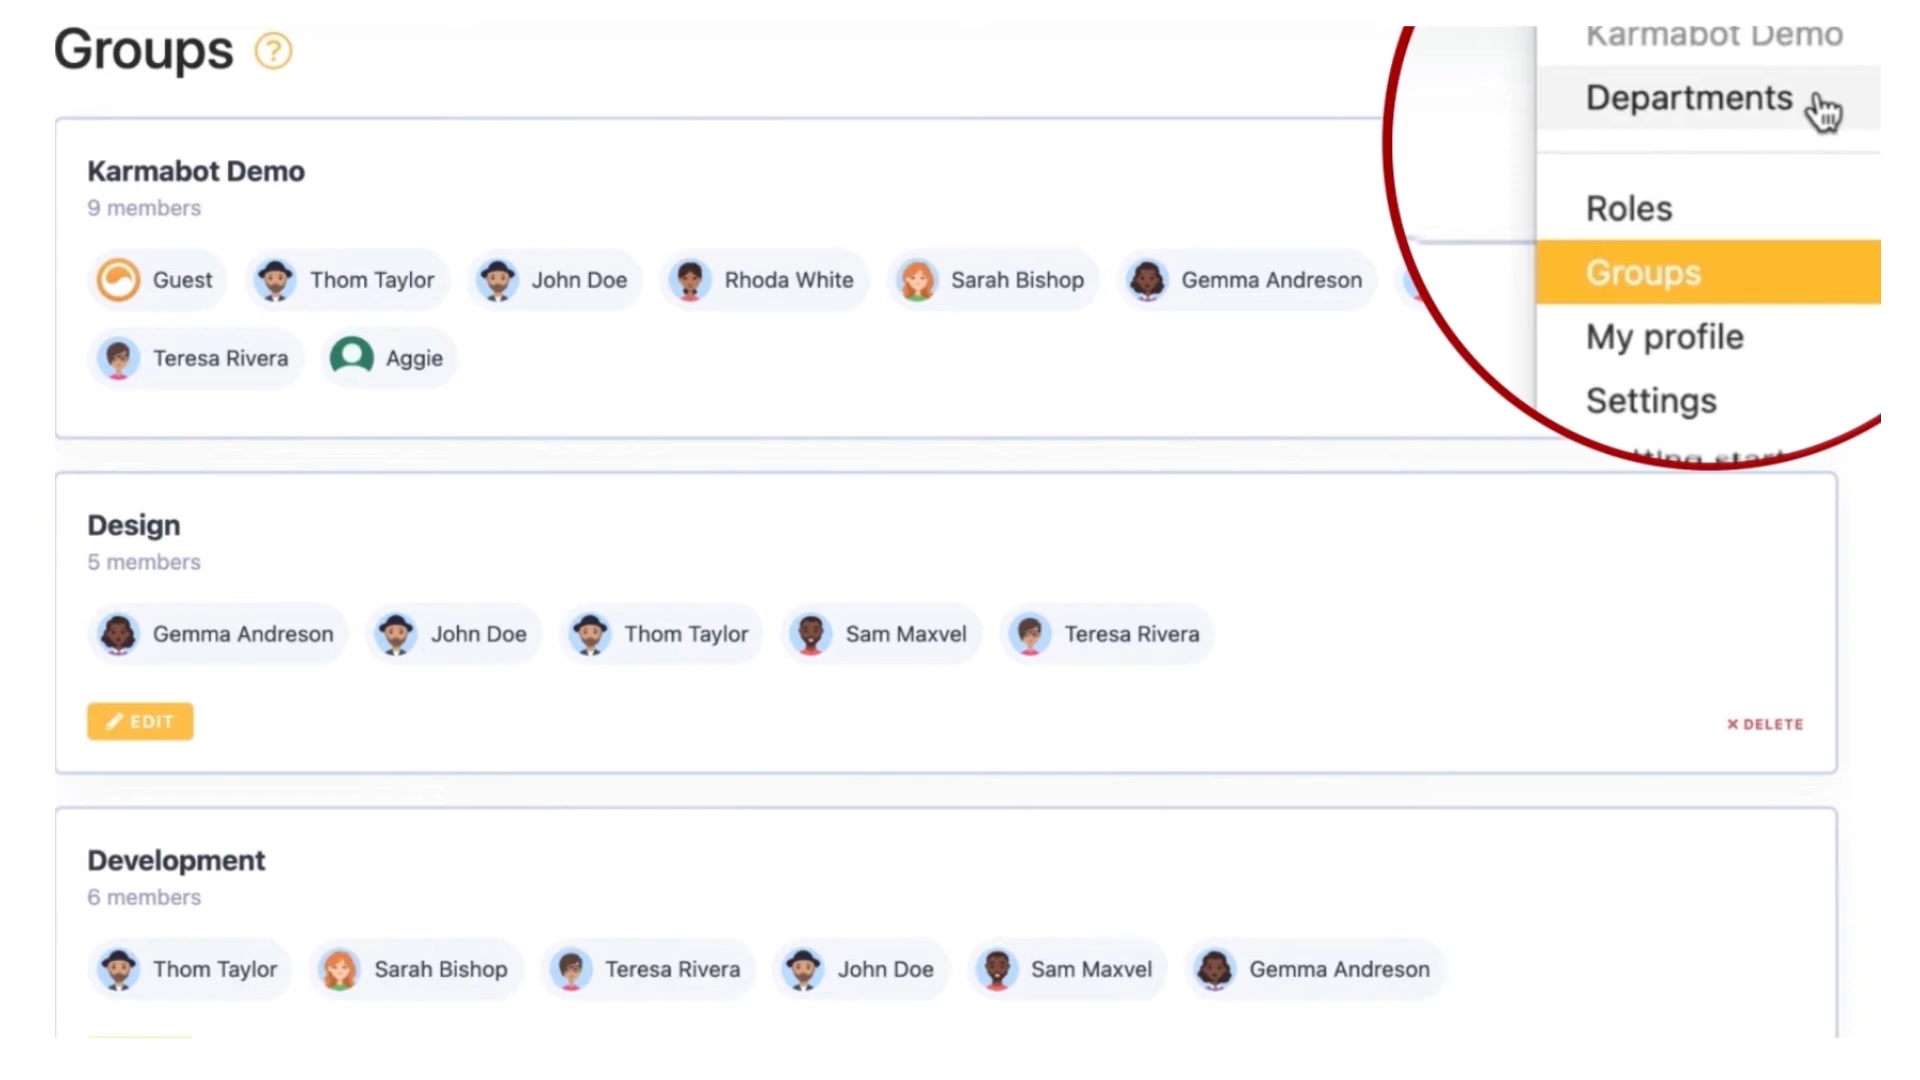 Groups ?
Karmabot Demo
9 members
Guest Thom Taylor John Doe Rhoda White Sarah Bishop Gemma Andreson
Teresa Rivera Aggie
Karmabot Demo
Departments
Roles
Groups
My profile
Settings
Design
5 members
Gemma Andreson John Doe Thom Taylor Sam Maxvel Teresa Rivera
EDIT
× DELETE
Development
6 members
Thom Taylor Sarah Bishop Teresa Rivera John Doe Sam Maxvel Gemma Andreson